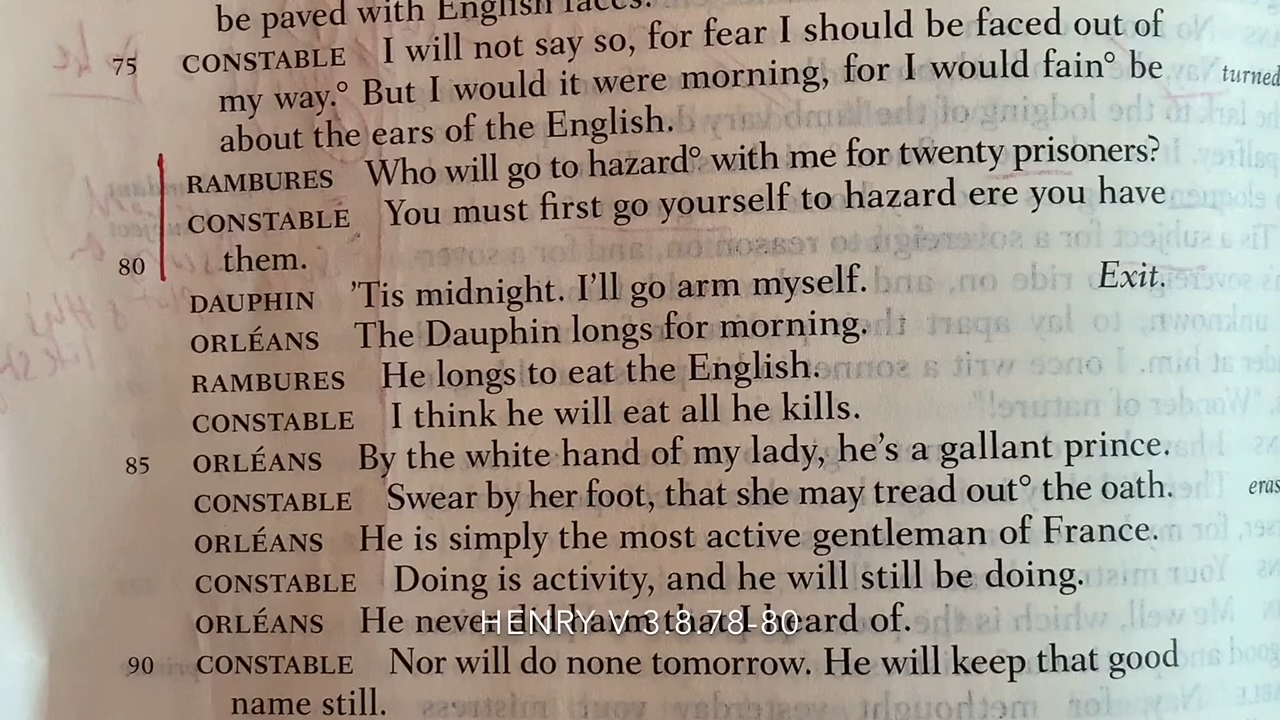 be paved with English faces.
75 CONSTABLE I will not say so, for fear I should be faced out of
my way.° But I would it were morning, for I would fain° be turned
about the ears of the English.
RAMBURES Who will go to hazard° with me for twenty prisoners?
CONSTABLE You must first go yourself to hazard ere you have
80 them.
DAUPHIN 'Tis midnight. I'll go arm myself. Exit.
ORLÉANS The Dauphin longs for morning.
RAMBURES He longs to eat the English.
CONSTABLE I think he will eat all he kills.
85 ORLÉANS By the white hand of my lady, he's a gallant prince.
CONSTABLE Swear by her foot, that she may tread out° the oath. eras
ORLÉANS He is simply the most active gentleman of France.
CONSTABLE Doing is activity, and he will still be doing.
ORLÉANS He never did harm that I heard of.
HENRY V 3.8.78-80
90 CONSTABLE Nor will do none tomorrow. He will keep that good
name still.